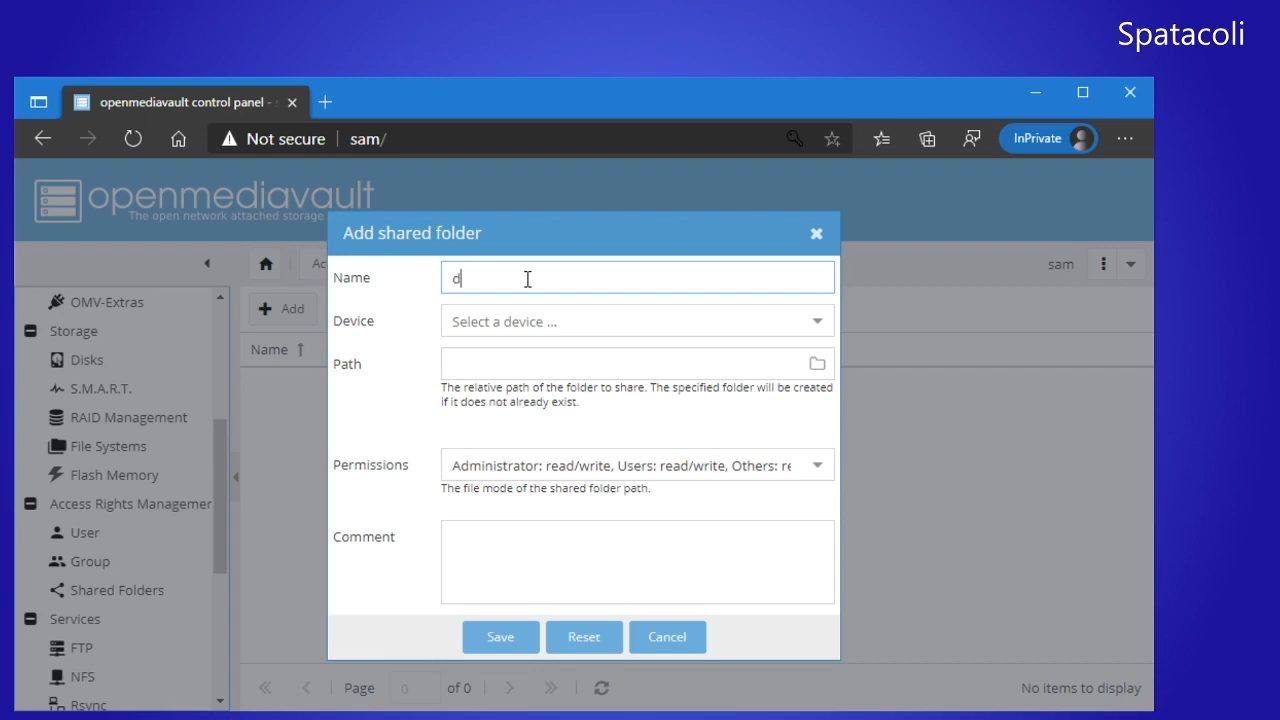 Spatacoli
openmediavault control panel -
Not secure sam/
InPrivate
openmediavault
The open network attached storage
Add shared folder
sam
OMV-Extras
Storage
Disks
S.M.A.R.T.
RAID Management
File Systems
Flash Memory
Access Rights Managemer
User
Group
Shared Folders
Services
FTP
NFS
Rsync
Add
Name
Name
d
Device
Select a device ...
Path
The relative path of the folder to share. The specified folder will be created
if it does not already exist.
Permissions
Administrator: read/write, Users: read/write, Others: re
The file mode of the shared folder path.
Comment
Save
Reset
Cancel
Page 0 of 0
No items to display